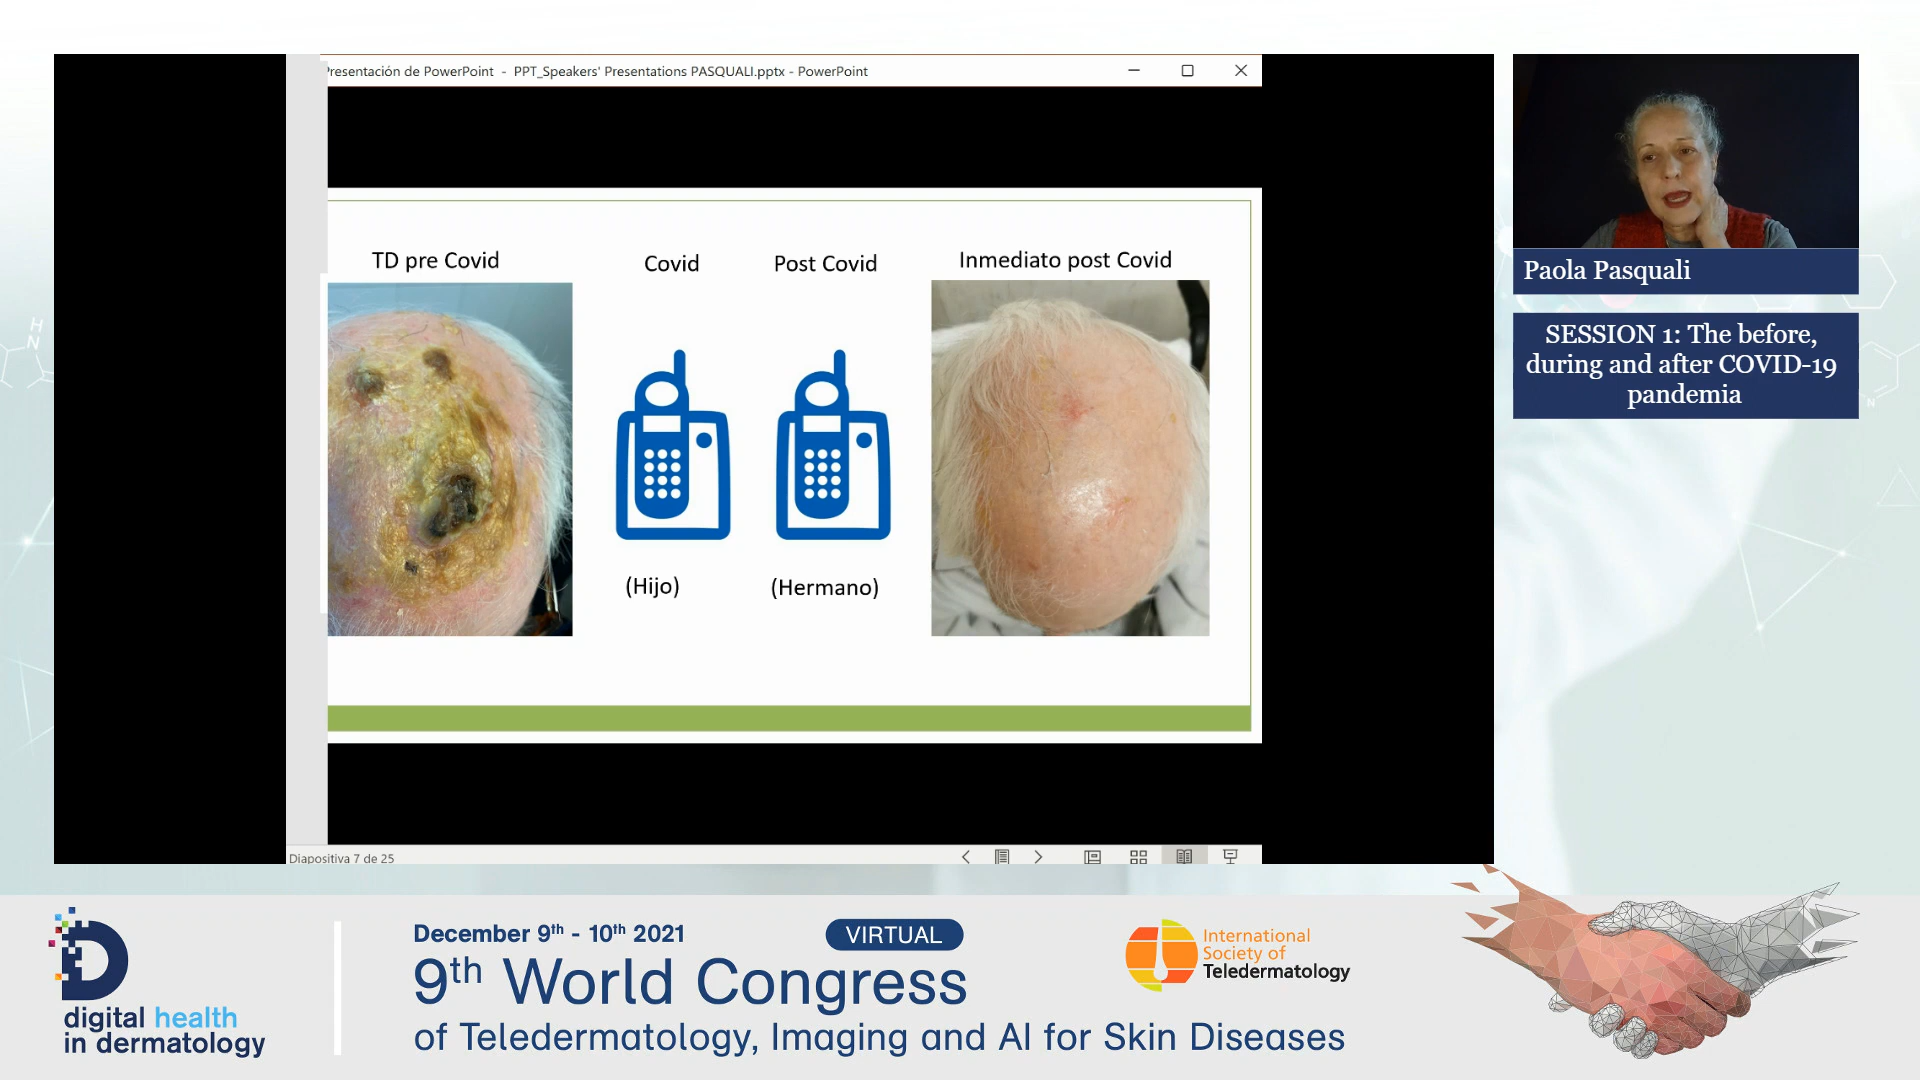 Presentación de PowerPoint - PPT_Speakers' Presentations PASQUALI.pptx - PowerPoint
TD pre Covid
Covid
Post Covid
Inmediato post Covid
(Hijo)
(Hermano)
Diapositiva 7 de 25
Paola Pasquali
SESSION 1: The before,
during and after COVID-19
pandemia
H
N
N
digital health
in dermatology
December 9th - 10th 2021
VIRTUAL
9th World Congress
of Teledermatology, Imaging and AI for Skin Diseases
International
Society of
Teledermatology